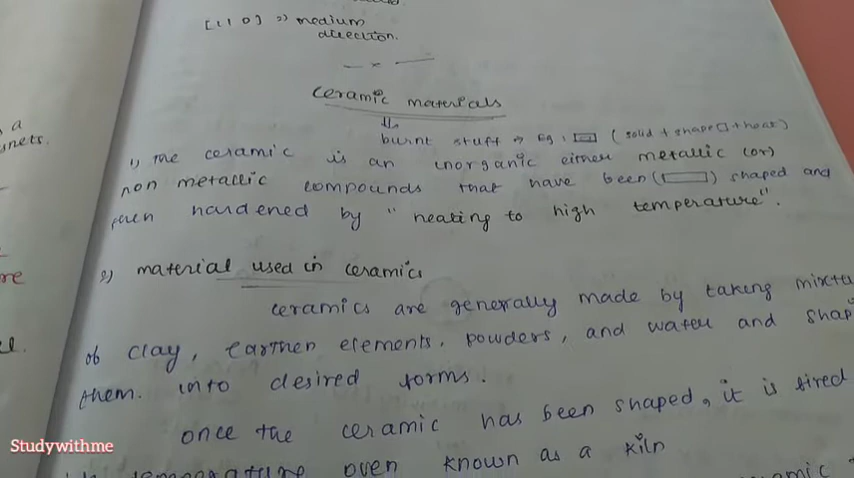 [110] => medium
direction.
— x —
ceramic materials
burnt stuff → Eg: ▭ (solid + shape▭+heat)
1) The ceramic is an inorganic either metallic (or)
non metallic compounds that have been (▭) shaped and
then hardened by "heating to high temperature".
a
gnets.
2) material used in ceramics
re
ceramics are generally made by taking mixtu
of clay, earthen elements, powders, and water and shap
them. into desired forms.
once the ceramic has been shaped, it is fired
temperature oven known as a kiln
Studywithme